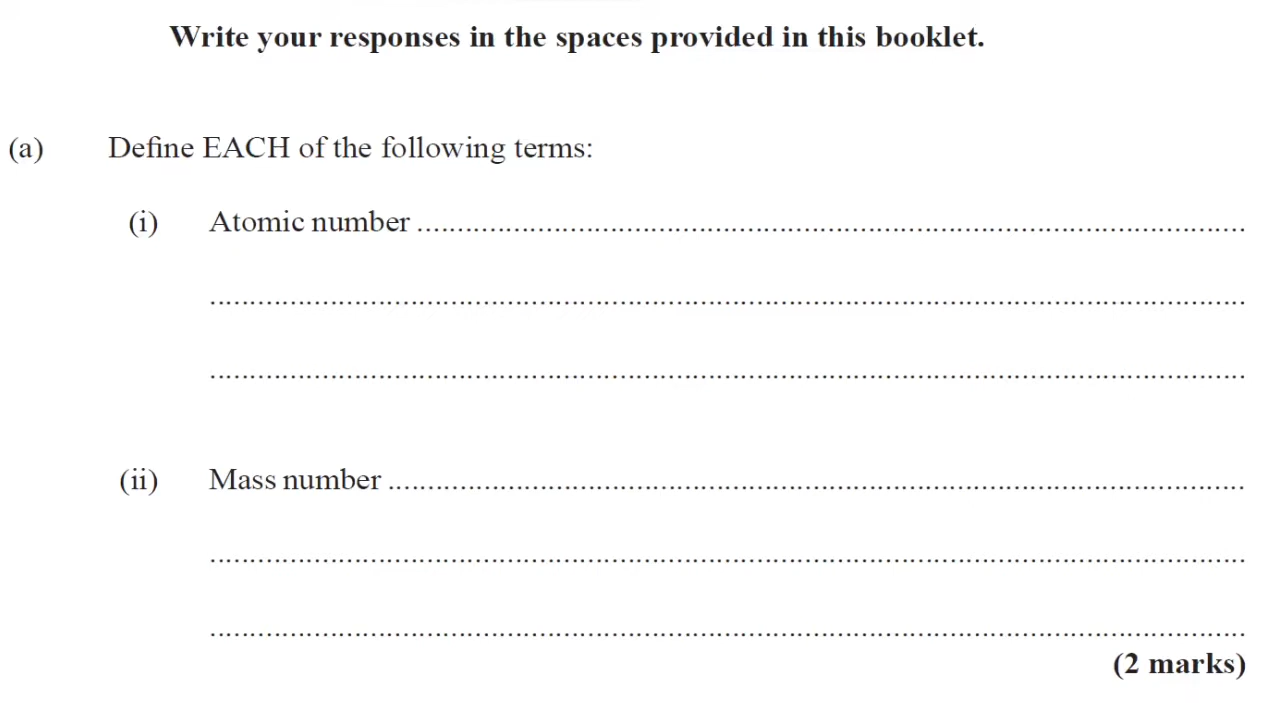 Write your responses in the spaces provided in this booklet.
(a) Define EACH of the following terms:
(i) Atomic number ........................................................................................................
..................................................................................................................................
..................................................................................................................................
(ii) Mass number ...........................................................................................................
..................................................................................................................................
..................................................................................................................................
(2 marks)